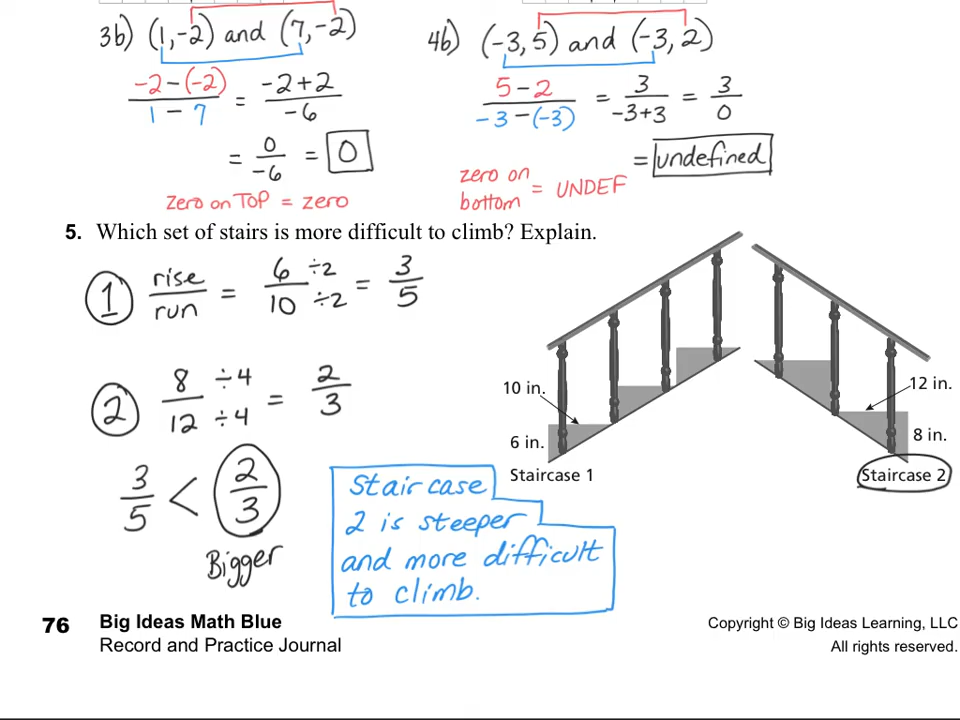 3b) (1,-2) and (7,-2)
-2-(-2) / 1 - 7 = -2+2 / -6
= 0 / -6 = 0
zero on TOP = zero
4b) (-3, 5) and (-3, 2)
5-2 / -3-(-3) = 3 / -3+3 = 3 / 0
= undefined
zero on
bottom = UNDEF
5. Which set of stairs is more difficult to climb? Explain.
1 rise / run = 6 ÷2 / 10 ÷2 = 3 / 5
2 8 ÷4 / 12 ÷4 = 2 / 3
3 / 5 < 2 / 3
Bigger
Staircase
2 is steeper
and more difficult
to climb.
10 in.
6 in.
Staircase 1
12 in.
8 in.
Staircase 2
76 Big Ideas Math Blue
Record and Practice Journal
Copyright © Big Ideas Learning, LLC
All rights reserved.